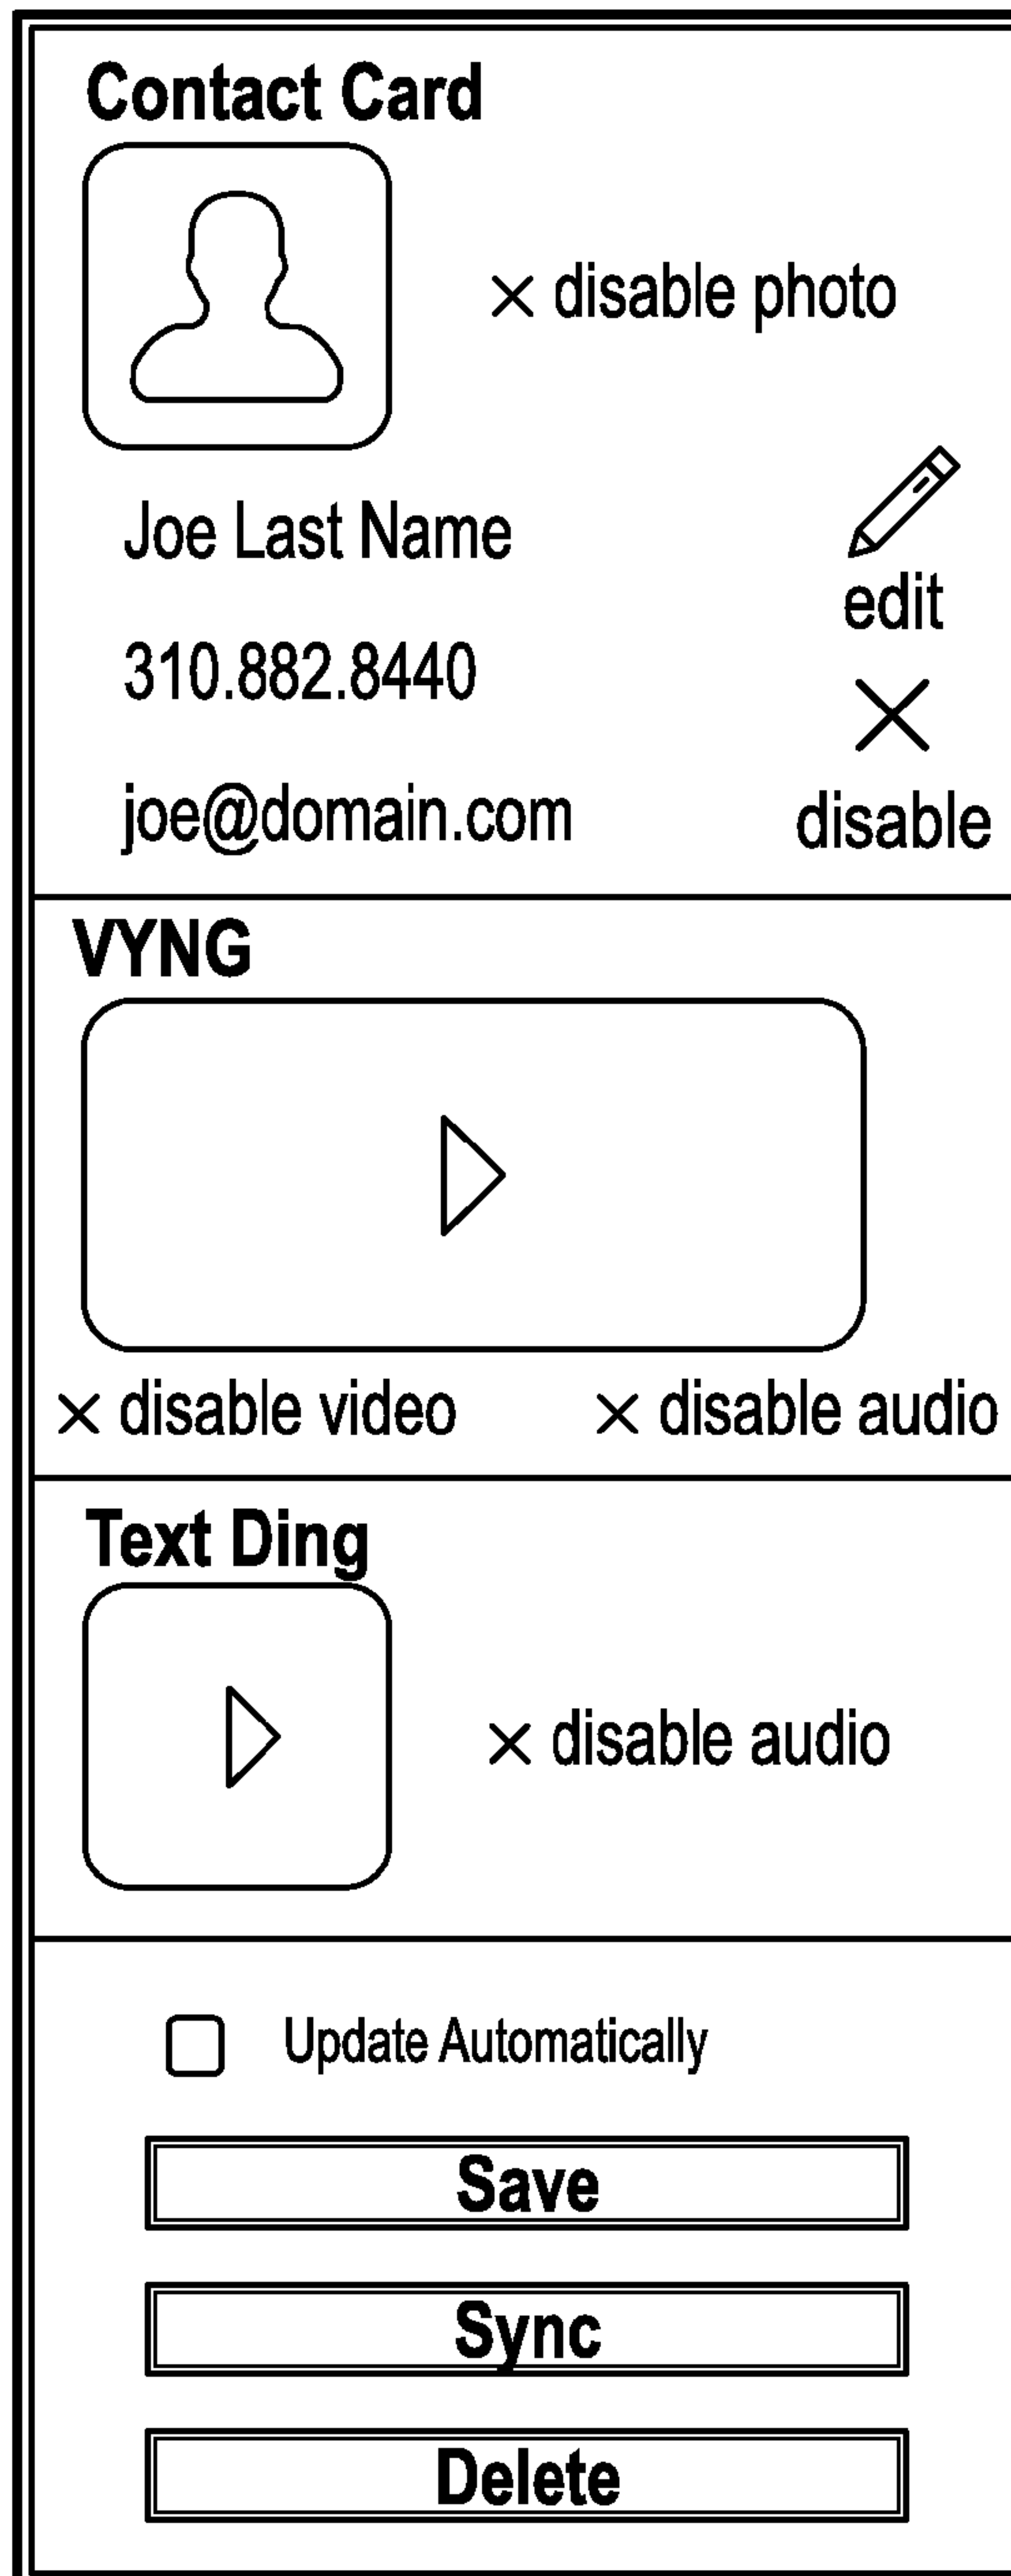 Contact Card
× disable photo
Joe Last Name
edit
310.882.8440
joe@domain.com
disable
VYNG
× disable video
× disable audio
Text Ding
× disable audio
Update Automatically
Save
Sync
Delete